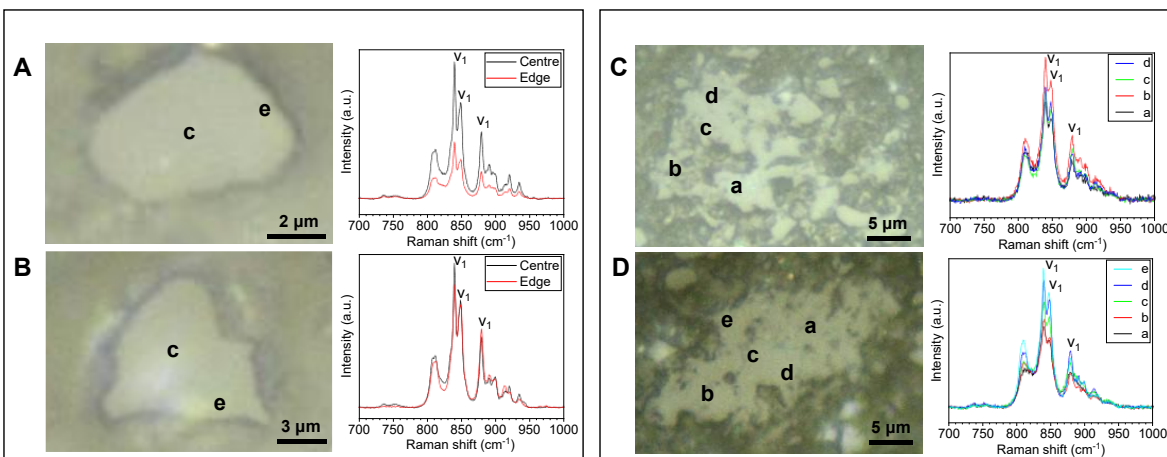 A
c
e
2 µm
Intensity (a.u.)
Centre
Edge
v1
v1
v1
700 750 800 850 900 950 1000
Raman shift (cm-1)
B
c
e
3 µm
Intensity (a.u.)
Centre
Edge
v1
v1
v1
700 750 800 850 900 950 1000
Raman shift (cm-1)
C
d
c
b
a
5 µm
Intensity (a.u.)
d
c
b
a
v1
v1
v1
700 750 800 850 900 950 1000
Raman shift (cm-1)
D
e
a
c
d
b
5 µm
Intensity (a.u.)
e
d
c
b
a
v1
v1
v1
700 750 800 850 900 950 1000
Raman shift (cm-1)